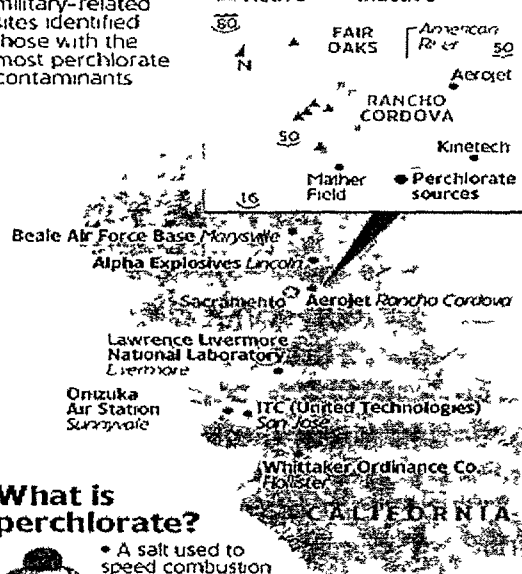 military-related
sites identified
those with the
most perchlorate
contaminants
80
N
FAIR
OAKS
American
River
50
Aerojet
RANCHO
CORDOVA
50
Kinetech
Mather
Field
Perchlorate
sources
16
Beale Air Force Base Marysville
Alpha Explosives Lincoln
Sacramento
Aerojet Rancho Cordova
Lawrence Livermore
National Laboratory
Livermore
Onizuka
Air Station
Sunnyvale
ITC (United Technologies)
San Jose
Whittaker Ordinance Co.
Hollister
CALIFORNIA
What is
perchlorate?
• A salt used to
speed combustion